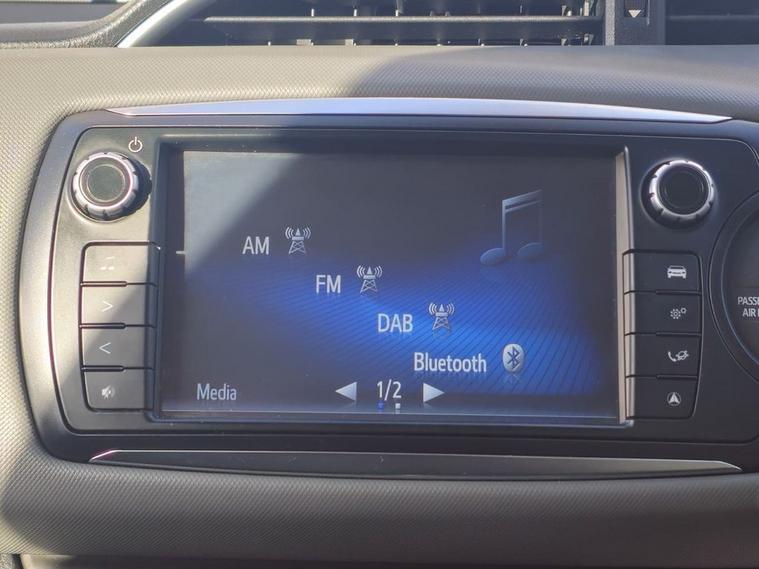 AM
FM
DAB
Bluetooth
Media
1/2